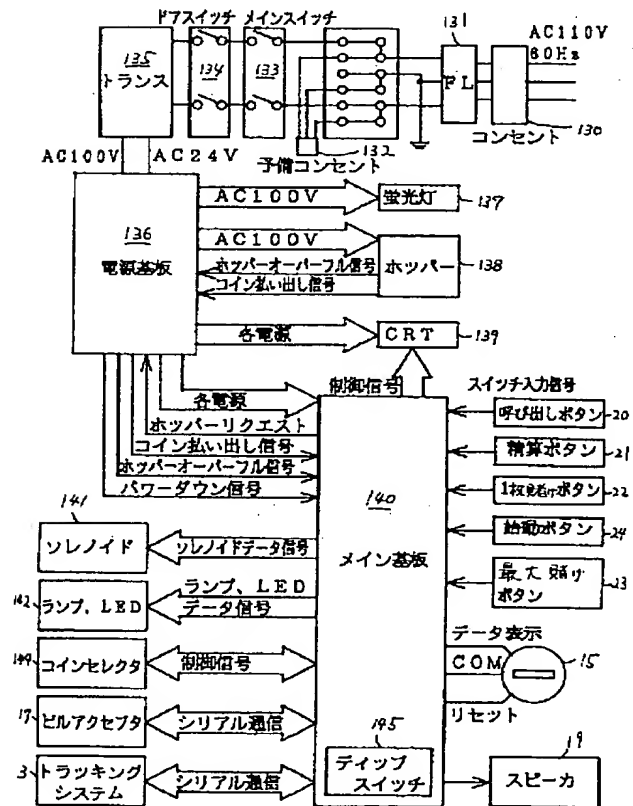 ドアスイッチ メインスイッチ
131
AC110V
60Hz
135
トランス
134
133
FL
コンセント
130
予備コンセント
132
AC100V
AC24V
136
電源基板
AC100V
蛍光灯
137
AC100V
ホッパーオーバーフル信号
コイン払い出し信号
ホッパー
138
各電源
CRT
139
制御信号
スイッチ入力信号
各電源
ホッパーリクエスト
コイン払い出し信号
ホッパーオーバーフル信号
パワーダウン信号
呼び出しボタン
20
精算ボタン
21
1枚賭けボタン
22
始動ボタン
24
最大賭け
ボタン
23
140
メイン基板
141
ソレノイド
ソレノイドデータ信号
142
ランプ、LED
ランプ、LED
データ信号
144
コインセレクタ
制御信号
17
ビルアクセプタ
シリアル通信
3
トラッキング
システム
シリアル通信
データ表示
COM
リセット
15
145
ディップ
スイッチ
19
スピーカ